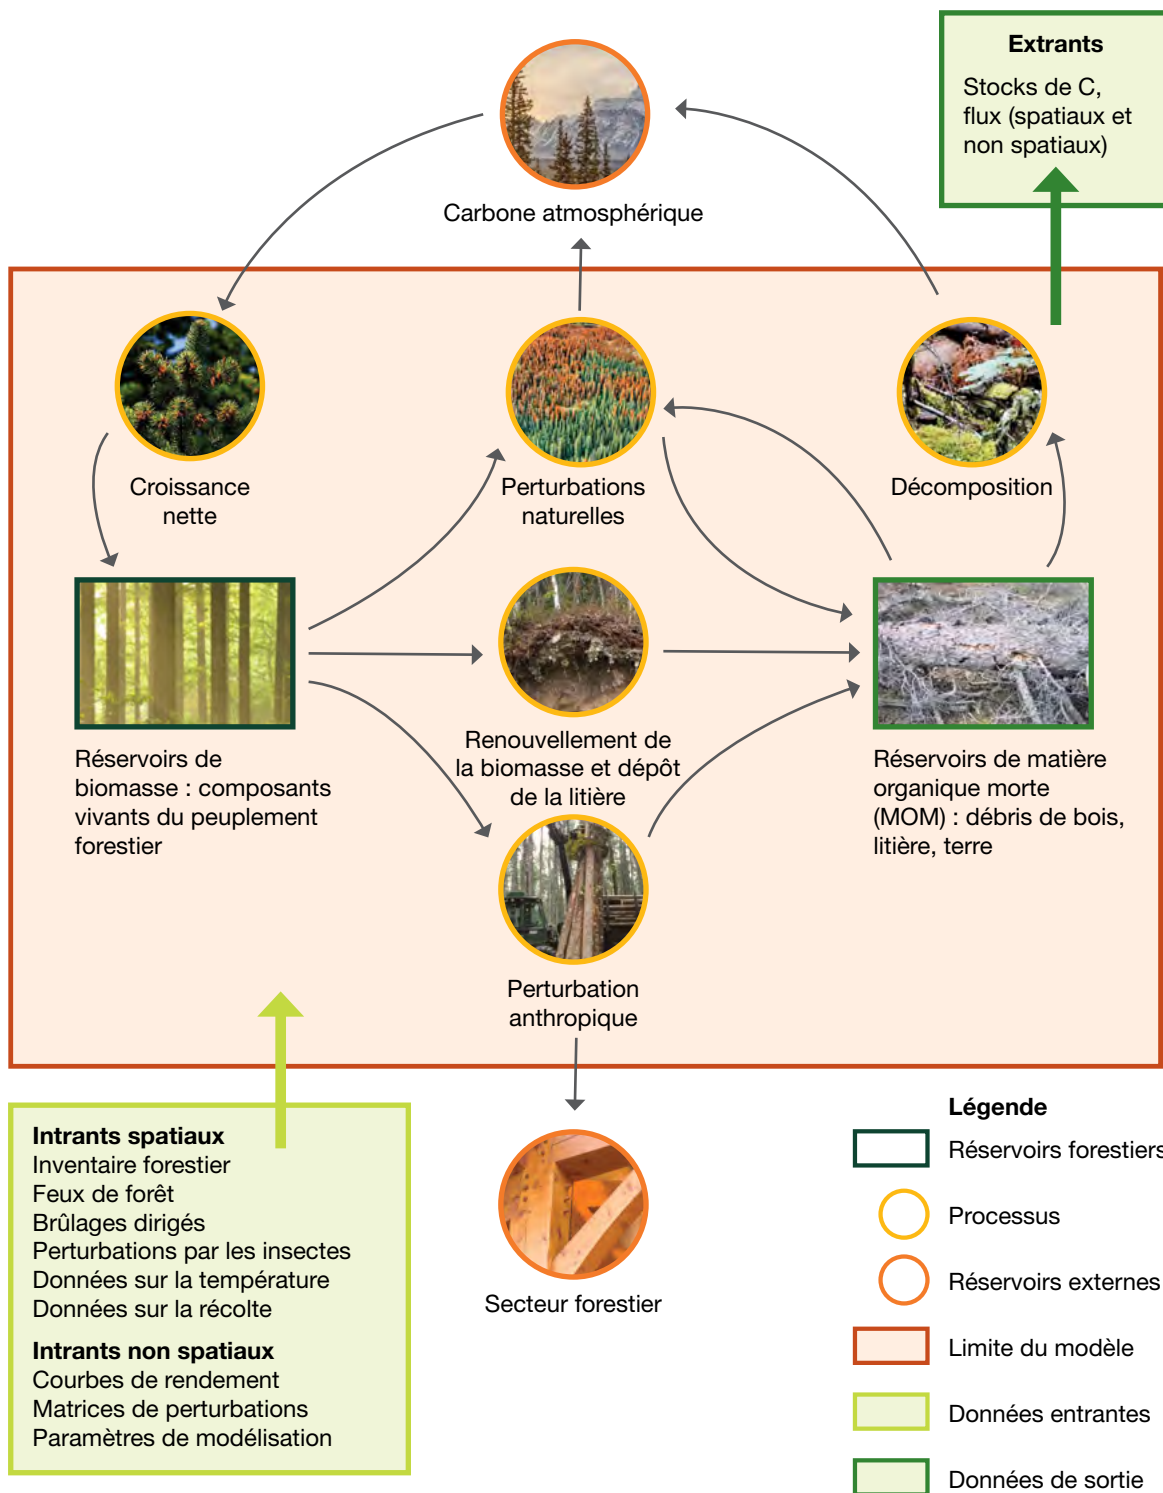 Extrants
Stocks de C,
flux (spatiaux et
non spatiaux)
Carbone atmosphérique
Croissance
nette
Perturbations
naturelles
Décomposition
Réservoirs de
biomasse : composants
vivants du peuplement
forestier
Renouvellement de
la biomasse et dépôt
de la litière
Réservoirs de matière
organique morte
(MOM) : débris de bois,
litière, terre
Perturbation
anthropique
Intrants spatiaux
Inventaire forestier
Feux de forêt
Brûlages dirigés
Perturbations par les insectes
Données sur la température
Données sur la récolte
Intrants non spatiaux
Courbes de rendement
Matrices de perturbations
Paramètres de modélisation
Secteur forestier
Légende
Réservoirs forestiers
Processus
Réservoirs externes
Limite du modèle
Données entrantes
Données de sortie